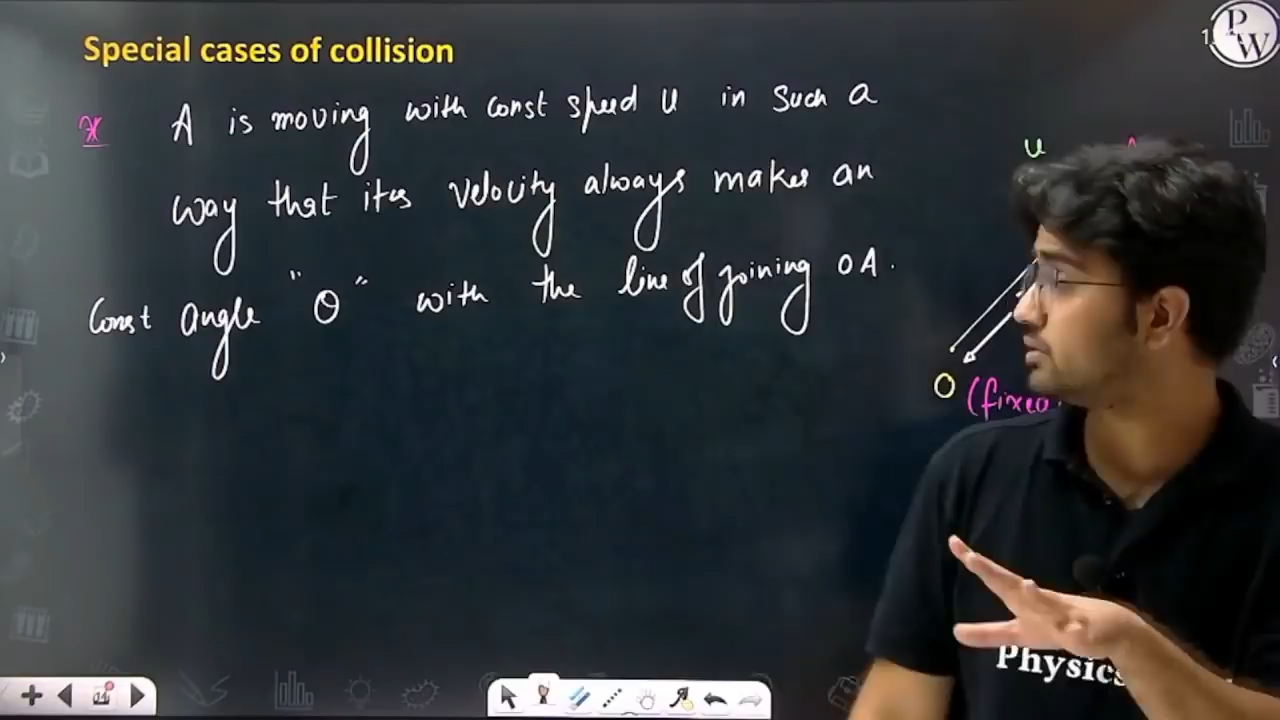 Special cases of collision
A is moving with const speed u in such a
way that its velocity always makes an
const angle "θ" with the line of joining OA.
u
O (fixed
PW
Physics